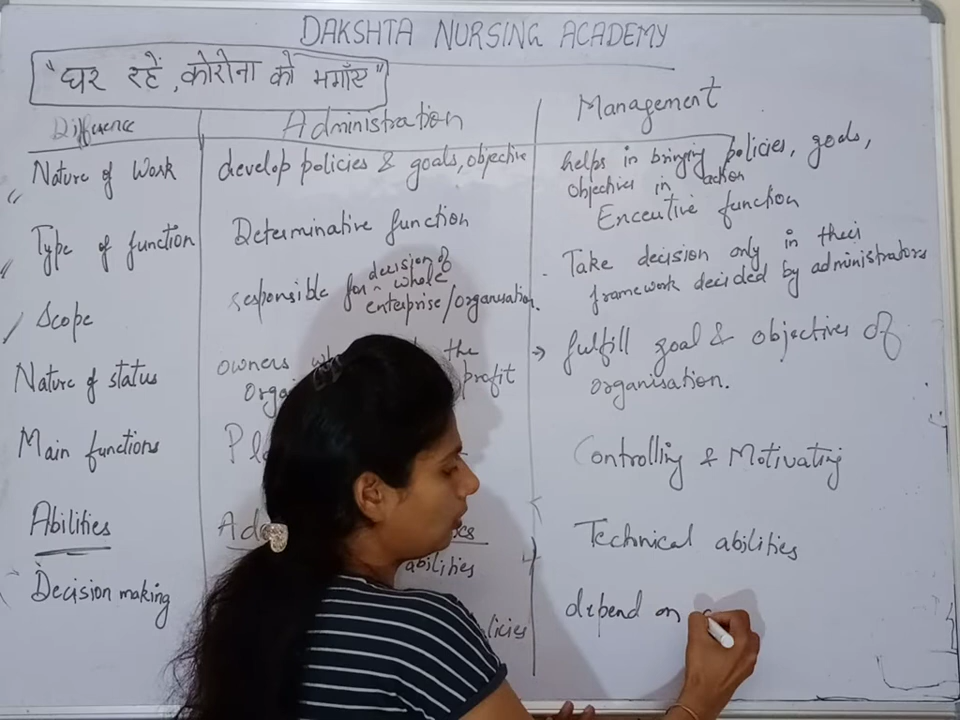 DAKSHTA NURSING ACADEMY
"घर रहें, कोरोना को भगाँए"
Difference Administration Management
Nature of Work develop policies & goals, objective helps in bringing policies, goals,
objectives in action
Type of function Determinative function Executive function
Scope responsible for decision of whole
enterprise/organisation. Take decision only in their
framework decided by administrators
Nature of status owners the
profit → fulfill goal & objectives of
organisation.
Main functions Controlling & Motivating
Abilities abilities Technical abilities
Decision making depend on